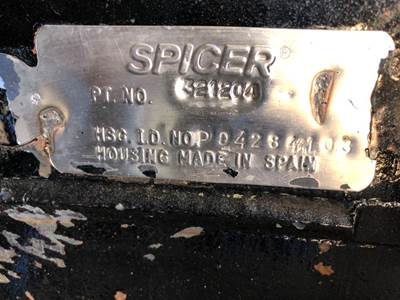 SPICER®
PT. NO. 321204
HSG. I.D. NO. P
HOUSING MADE IN SPAIN